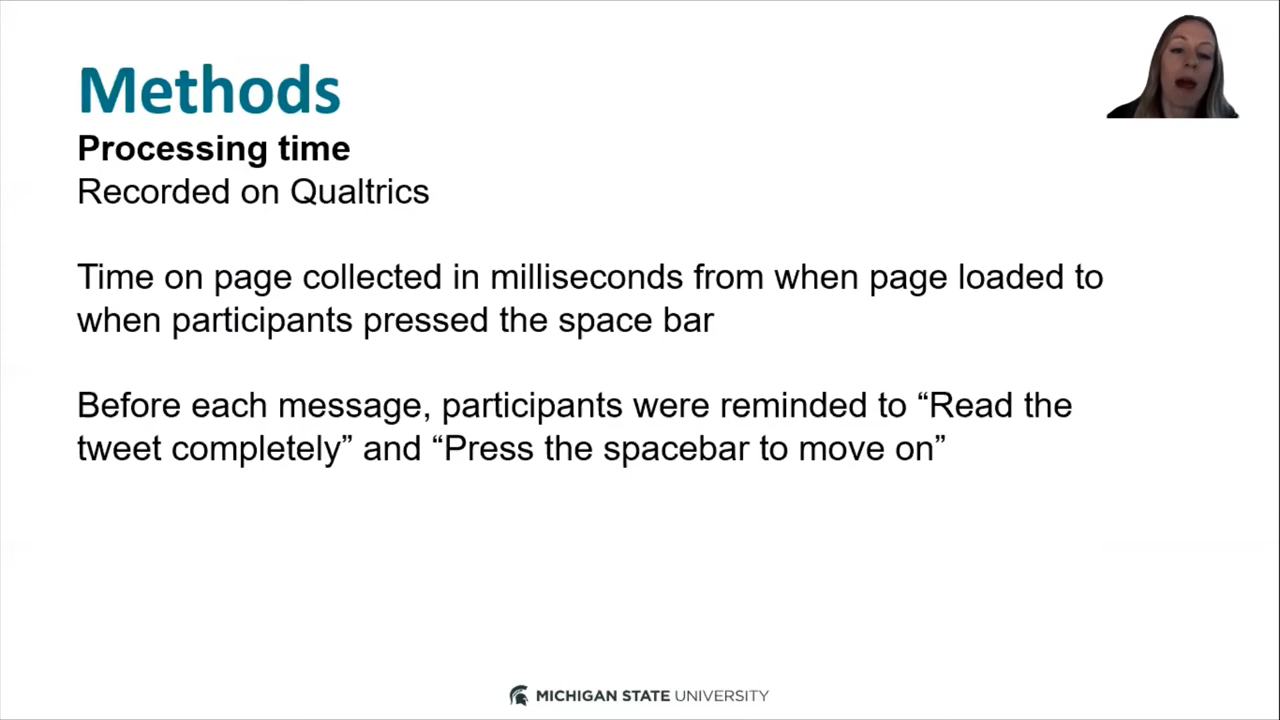 Methods
Processing time
Recorded on Qualtrics
Time on page collected in milliseconds from when page loaded to
when participants pressed the space bar
Before each message, participants were reminded to “Read the
tweet completely” and “Press the spacebar to move on”
MICHIGAN STATE UNIVERSITY